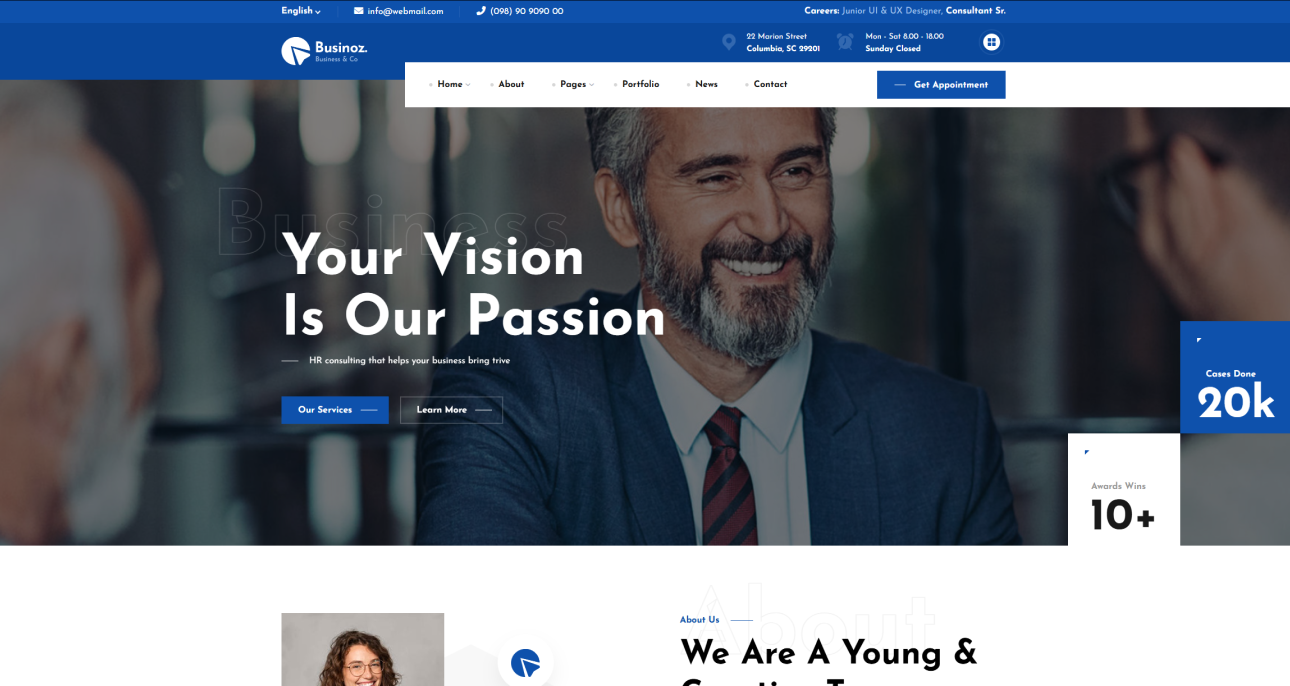 English
info@webmail.com
(098) 90 9090 00
Careers: Junior UI & UX Designer, Consultant Sr.
Businoz.
Business & Co
22 Marion Street
Columbia, SC 29201
Mon - Sat 8.00 - 18.00
Sunday Closed
Home
About
Pages
Portfolio
News
Contact
Get Appointment
Business
Your Vision
Is Our Passion
HR consulting that helps your business bring trive
Our Services
Learn More
Cases Done
20k
Awards Wins
10+
About
About Us
We Are A Young &